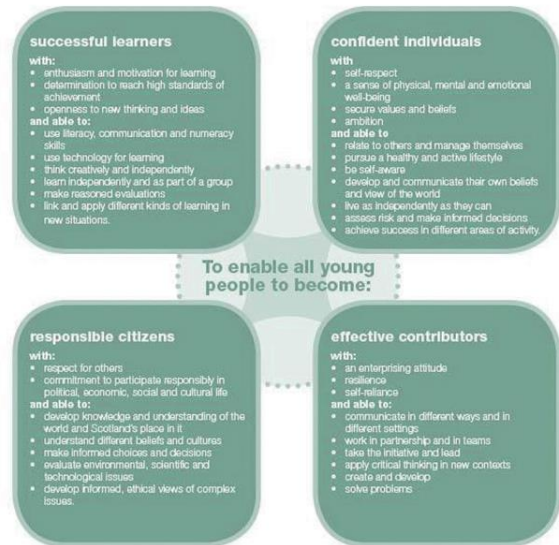 successful learners
with:
• enthusiasm and motivation for learning
• determination to reach high standards of
achievement
• openness to new thinking and ideas
and able to:
• use literacy, communication and numeracy
skills
• use technology for learning
• think creatively and independently
• learn independently and as part of a group
• make reasoned evaluations
• link and apply different kinds of learning in
new situations.
confident individuals
with
• self-respect
• a sense of physical, mental and emotional
well-being
• secure values and beliefs
• ambition
and able to
• relate to others and manage themselves
• pursue a healthy and active lifestyle
• be self-aware
• develop and communicate their own beliefs
and view of the world
• live as independently as they can
• assess risk and make informed decisions
• achieve success in different areas of activity.
To enable all young
people to become:
responsible citizens
with:
• respect for others
• commitment to participate responsibly in
political, economic, social and cultural life
and able to:
• develop knowledge and understanding of the
world and Scotland's place in it
• understand different beliefs and cultures
• make informed choices and decisions
• evaluate environmental, scientific and
technological issues
• develop informed, ethical views of complex
issues.
effective contributors
with:
• an enterprising attitude
• resilience
• self-reliance
and able to:
• communicate in different ways and in
different settings
• work in partnership and in teams
• take the initiative and lead
• apply critical thinking in new contexts
• create and develop
• solve problems